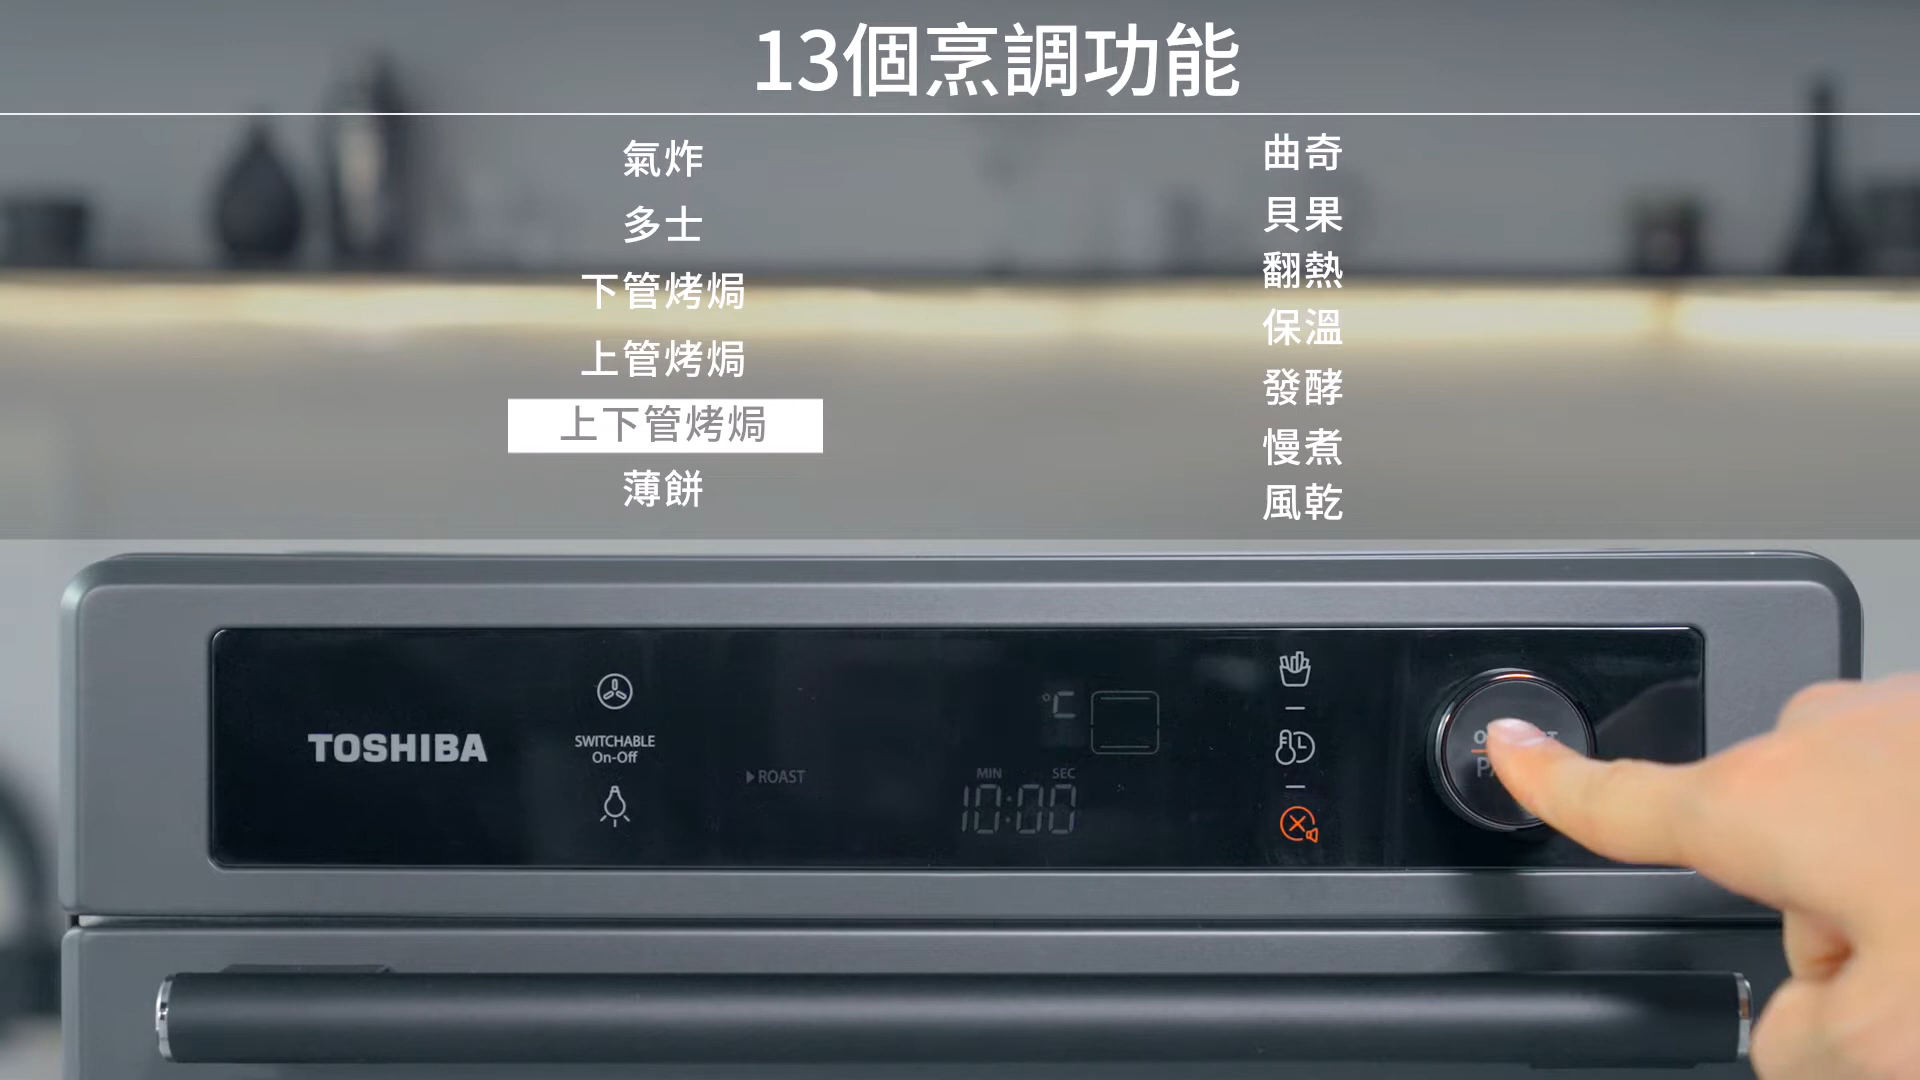 13個烹調功能
氣炸
多士
下管烤焗
上管烤焗
上下管烤焗
薄餅
曲奇
貝果
翻熱
保溫
發酵
慢煮
風乾
TOSHIBA
SWITCHABLE
On-Off
ROAST
°C
MIN SEC
10:00